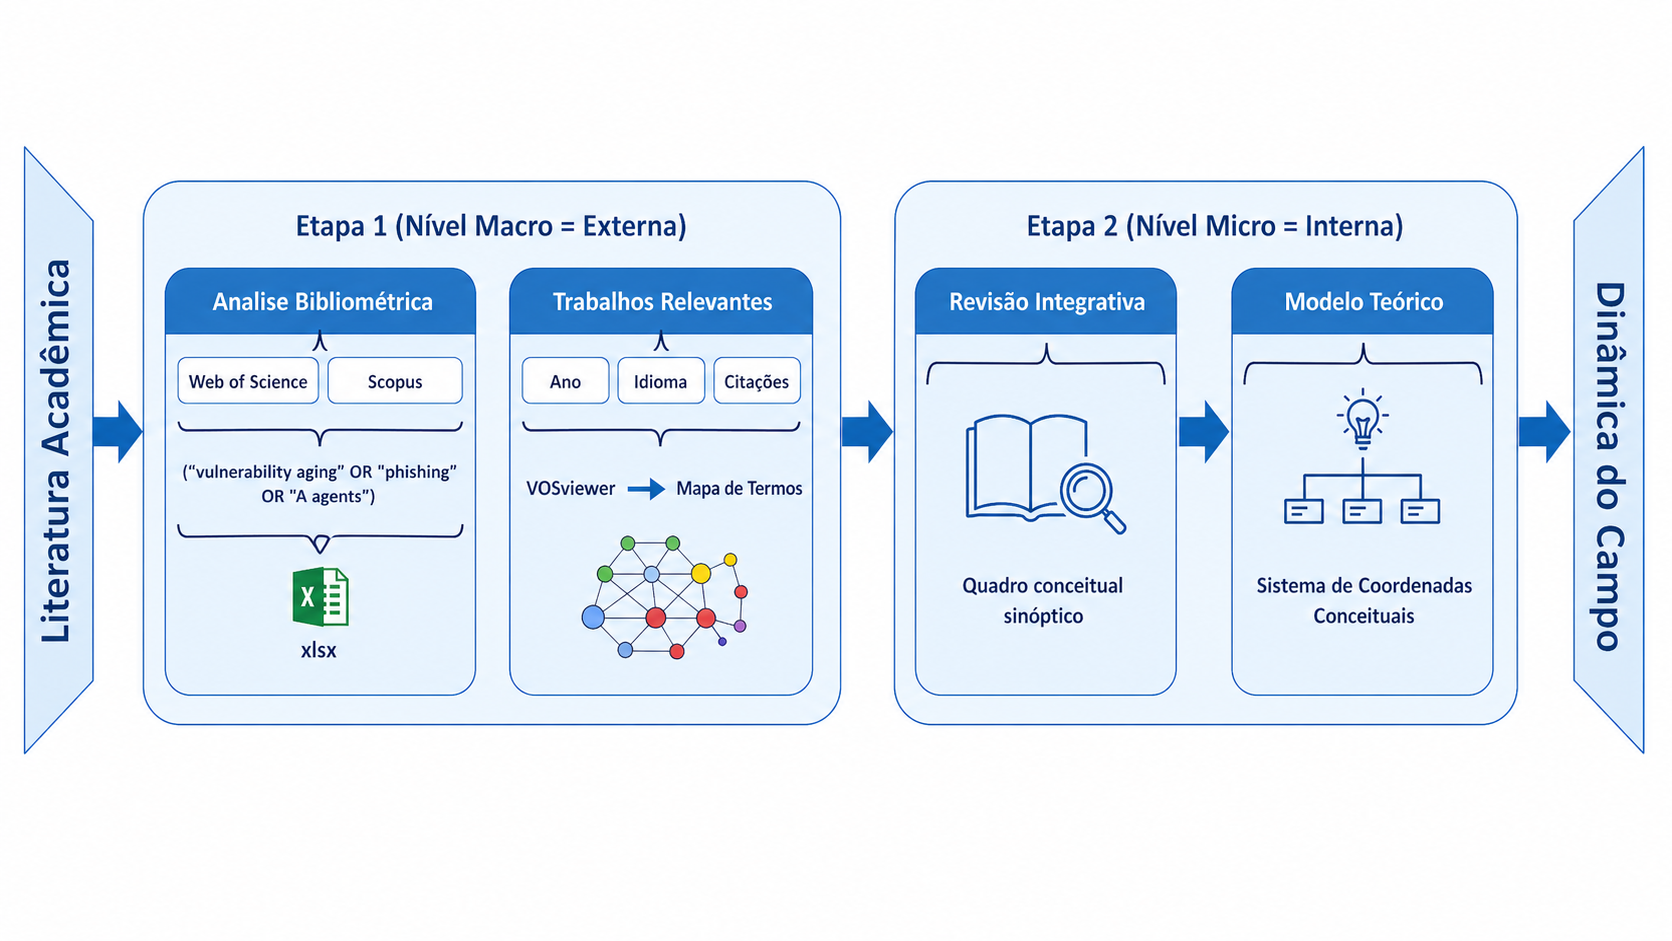 Literatura Acadêmica
Etapa 1 (Nível Macro = Externa)
Analise Bibliométrica
Web of Science
Scopus
(“vulnerability aging” OR "phishing"
OR "A agents”)
X
xlsx
Trabalhos Relevantes
Ano
Idioma
Citações
VOSviewer
Mapa de Termos
Etapa 2 (Nível Micro = Interna)
Revisão Integrativa
Quadro conceitual
sinóptico
Modelo Teórico
Sistema de Coordenadas
Conceituais
Dinâmica do Campo